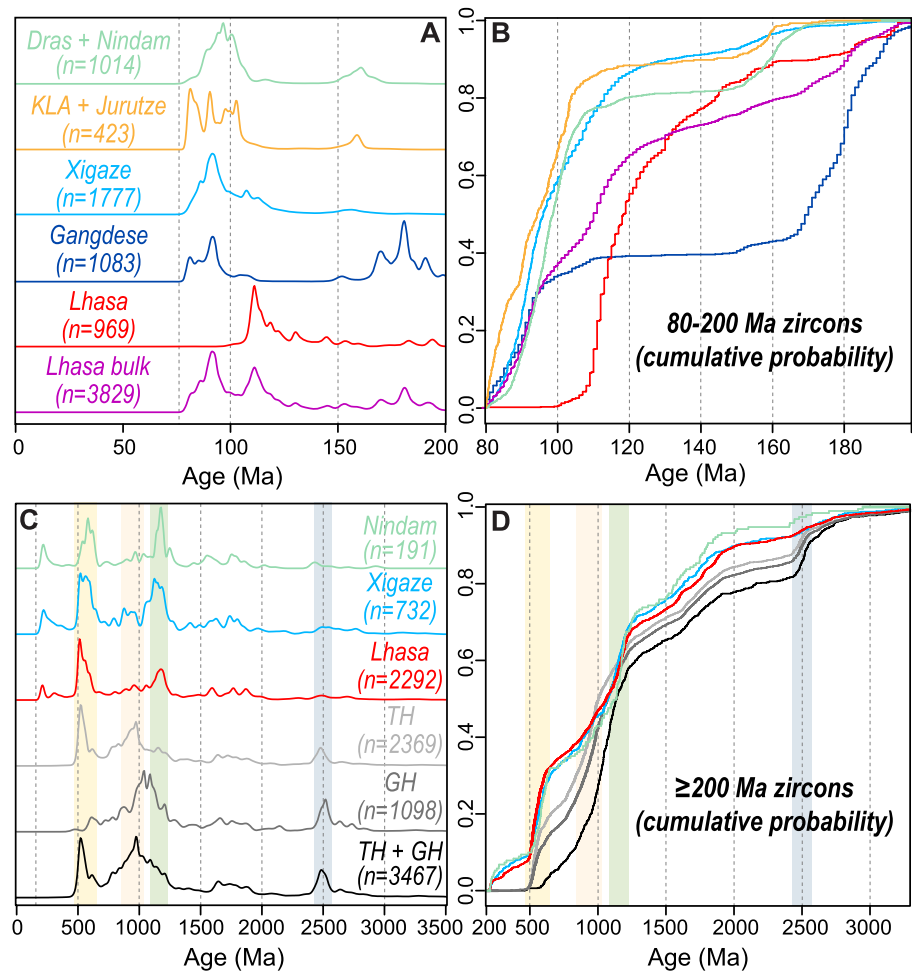 A
Dras + Nindam
(n=1014)
KLA + Jurutze
(n=423)
Xigaze
(n=1777)
Gangdese
(n=1083)
Lhasa
(n=969)
Lhasa bulk
(n=3829)
0 50 100 150 200
Age (Ma)
B
1.0
0.8
0.6
0.4
0.2
0.0
80-200 Ma zircons
(cumulative probability)
80 100 120 140 160 180
Age (Ma)
C
Nindam
(n=191)
Xigaze
(n=732)
Lhasa
(n=2292)
TH
(n=2369)
GH
(n=1098)
TH + GH
(n=3467)
0 500 1000 1500 2000 2500 3000 3500
Age (Ma)
D
1.0
0.8
0.6
0.4
0.2
0.0
≥200 Ma zircons
(cumulative probability)
200 500 1000 1500 2000 2500 3000
Age (Ma)